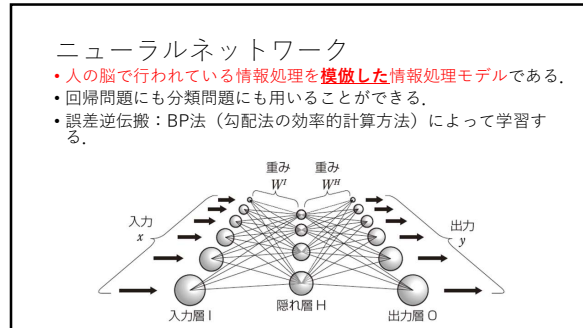 ニューラルネットワーク
• 人の脳で行われている情報処理を模倣した情報処理モデルである.
• 回帰問題にも分類問題にも用いることができる.
• 誤差逆伝搬：BP法（勾配法の効率的計算方法）によって学習す
る.
重み 重み
W^I W^H
入力 出力
x y
入力層 I 隠れ層 H 出力層 O